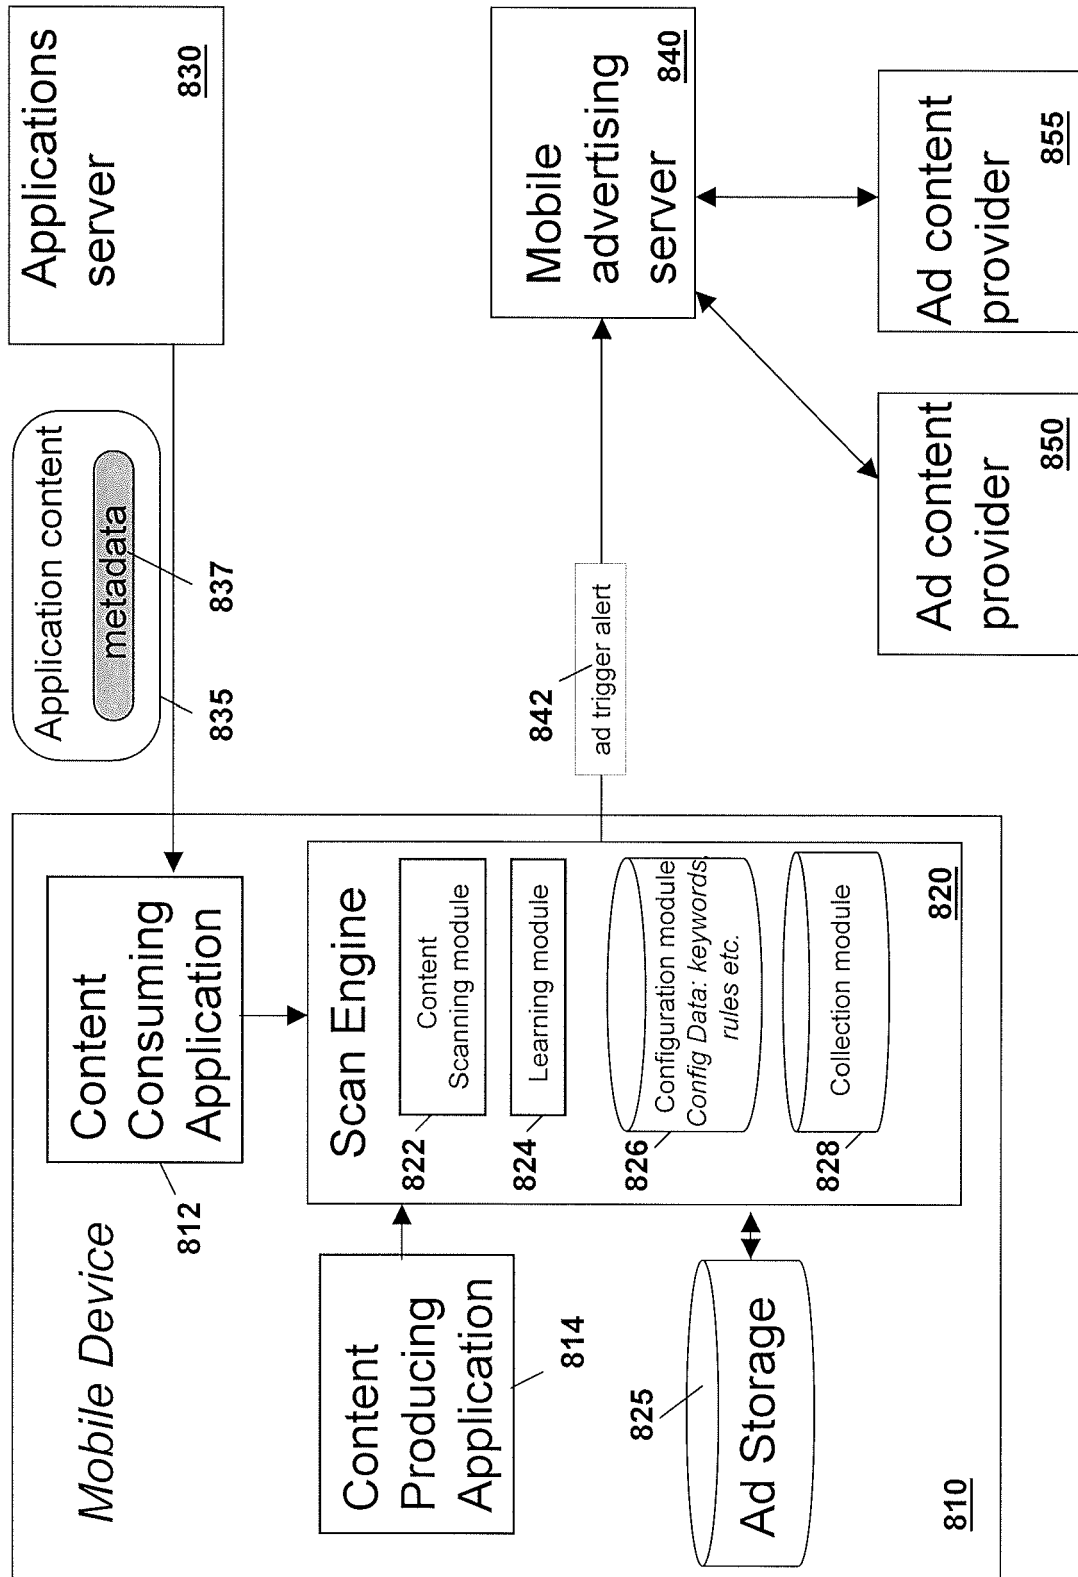 Mobile Device
Content
Consuming
Application
812
Application content
metadata
835
837
Applications
server
830
Content
Producing
Application
814
Scan Engine
822
Content
Scanning module
824
Learning module
826
Configuration module
Config Data: keywords,
rules etc.
828
Collection module
820
825
Ad Storage
810
842
ad trigger alert
Mobile
advertising
server
840
Ad content
provider
850
Ad content
provider
855